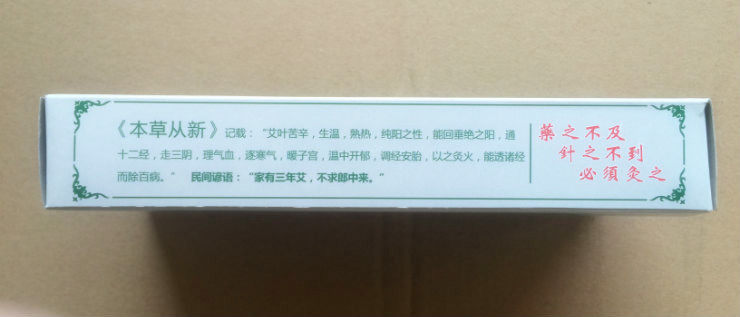 《本草从新》记载：“艾叶苦辛，生温，熟热，纯阳之性，能回垂绝之阳，通
十二经，走三阴，理气血，逐寒气，暖子宫，温中开郁，调经安胎，以之灸火，能透诸经
而除百病。” 民间谚语：“家有三年艾，不求郎中来。”
藥之不及
針之不到
必須灸之